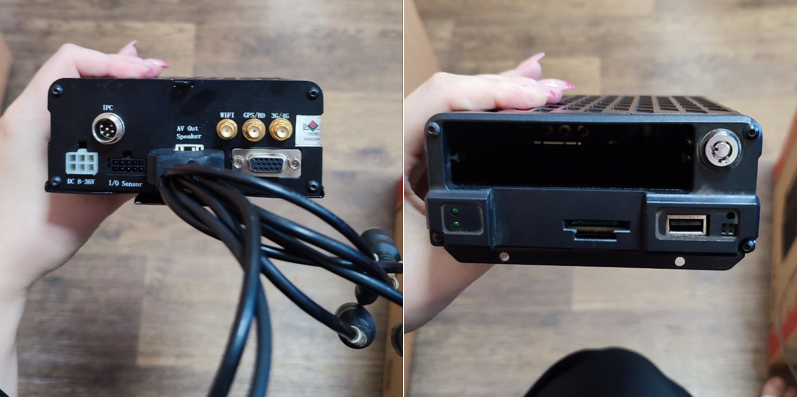 IPC
WIFI GPS/BD 3G/4G
AV Out
Speaker
DC 8-36V
I/O Sensor